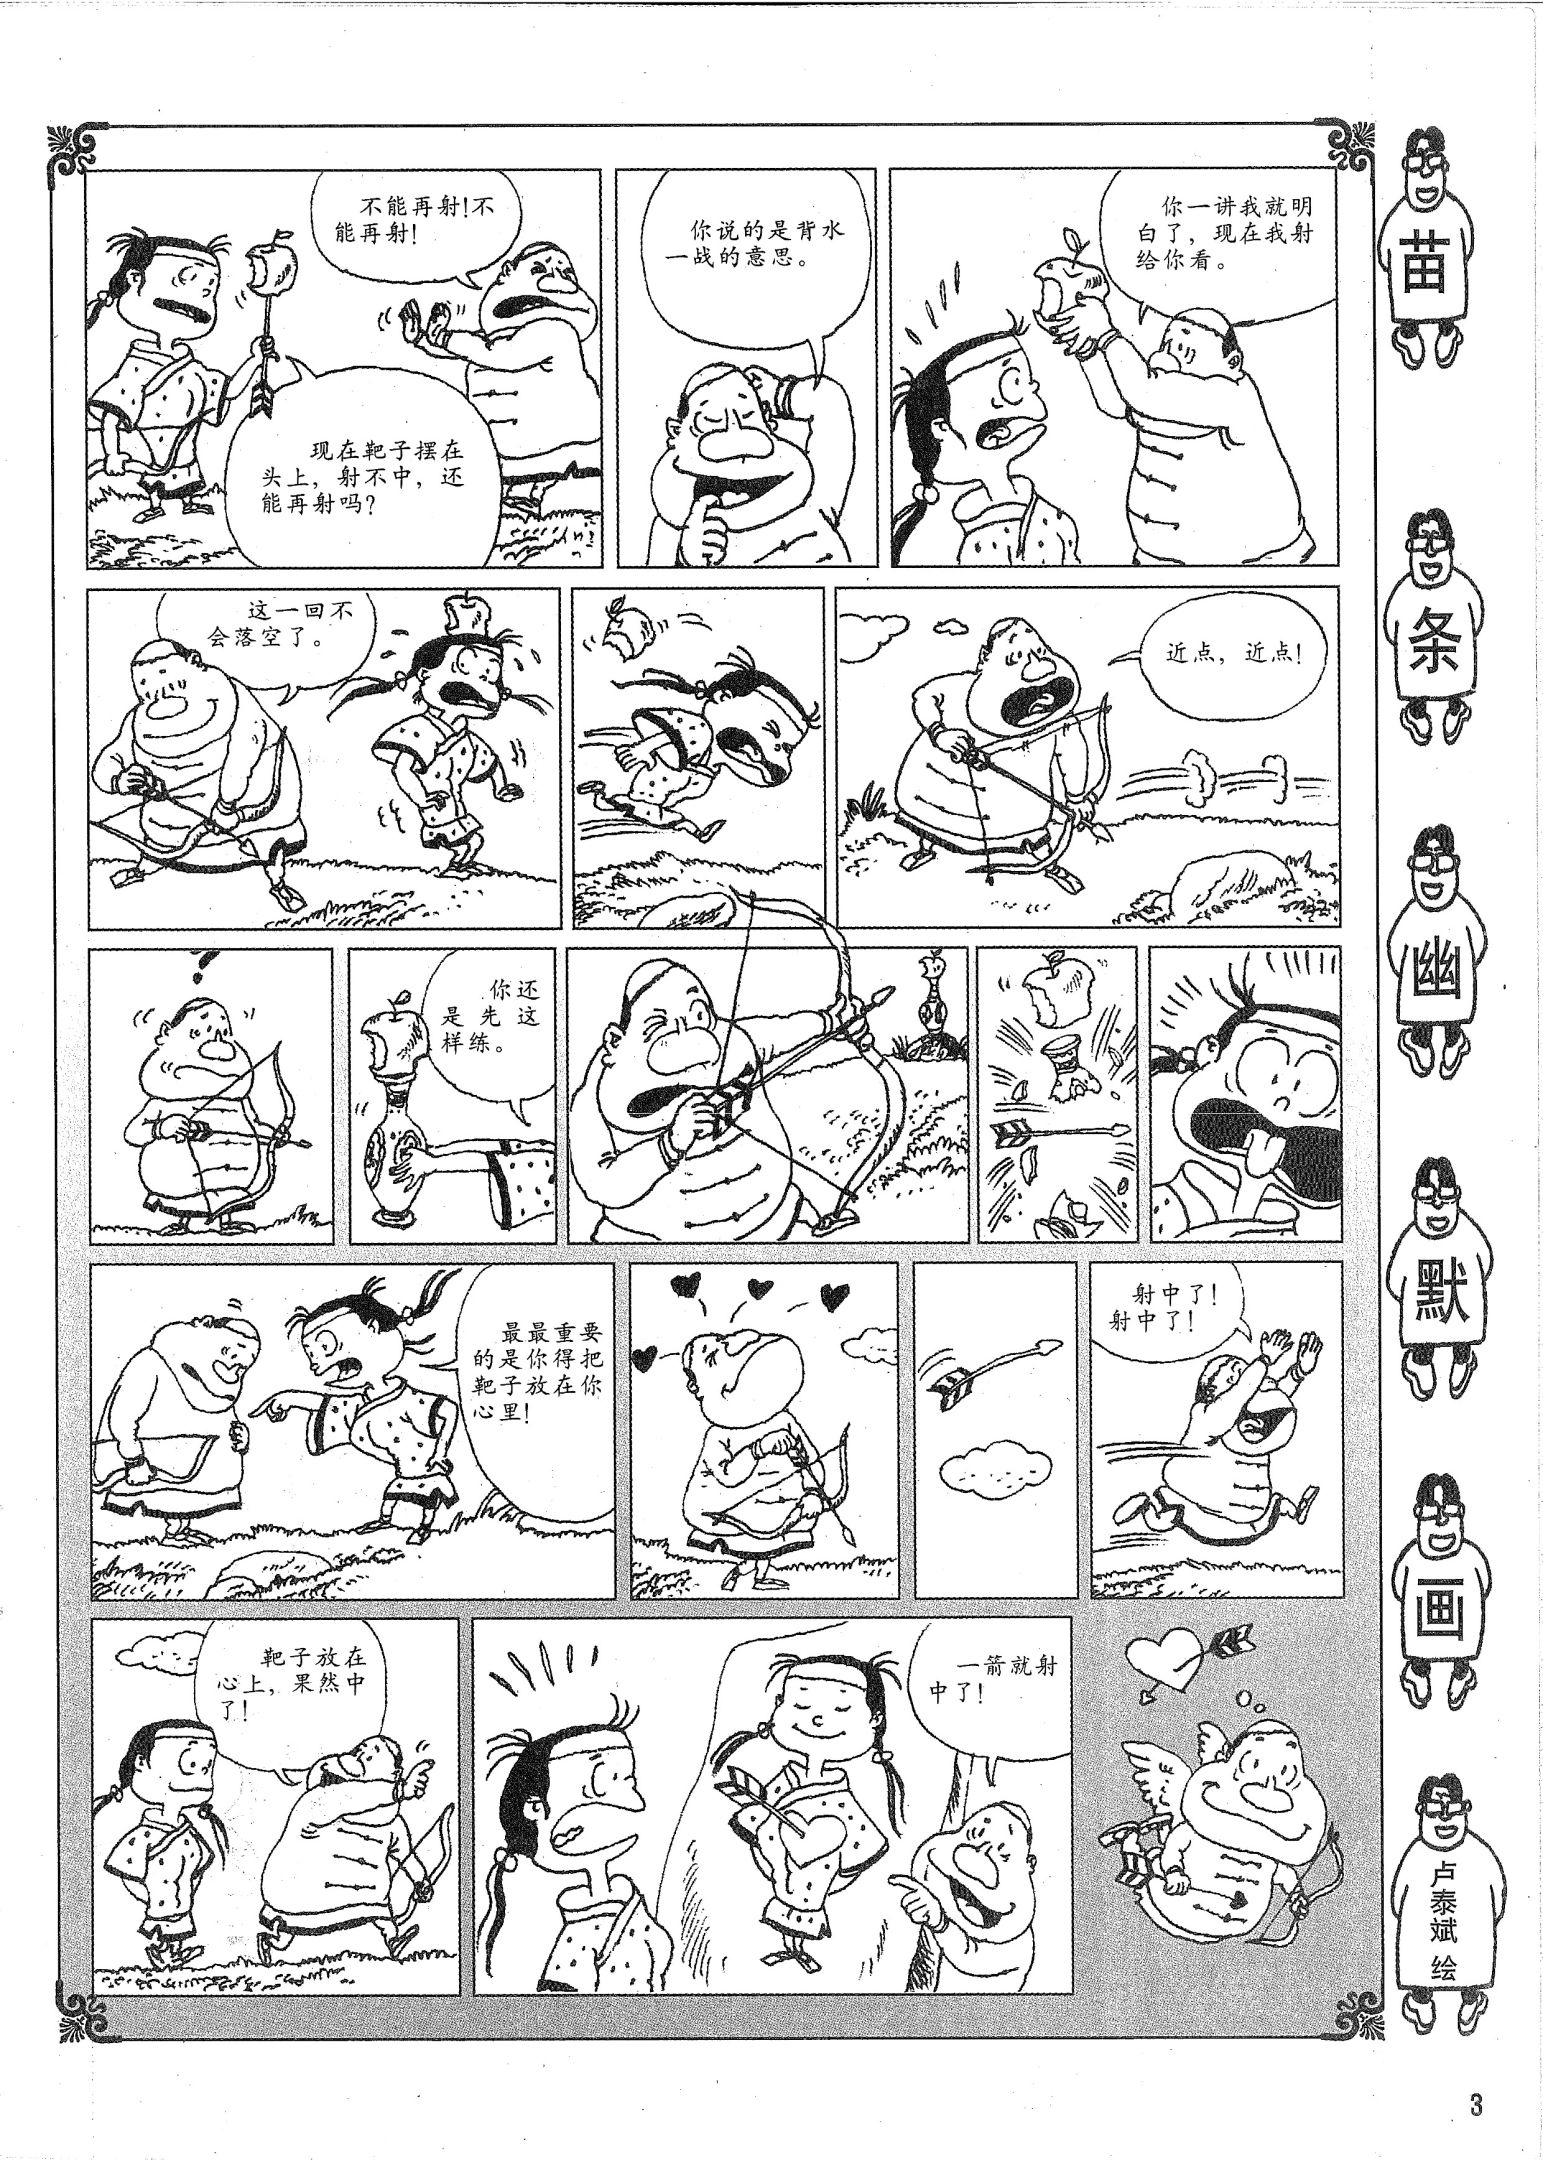 不能再射!不
能再射!
现在靶子摆在
头上，射不中，还
能再射吗?
你说的是背水
一战的意思。
你一讲我就明
白了，现在我射
给你看。
这一回不
会落空了。
近点，近点!
?
你还
是先这
样练。
最最重要
的是你得把
靶子放在你
心里!
射中了!
射中了!
靶子放在
心上，果然中
了!
一箭就射
中了!
苗
条
幽
默
画
卢
泰
斌
绘
3